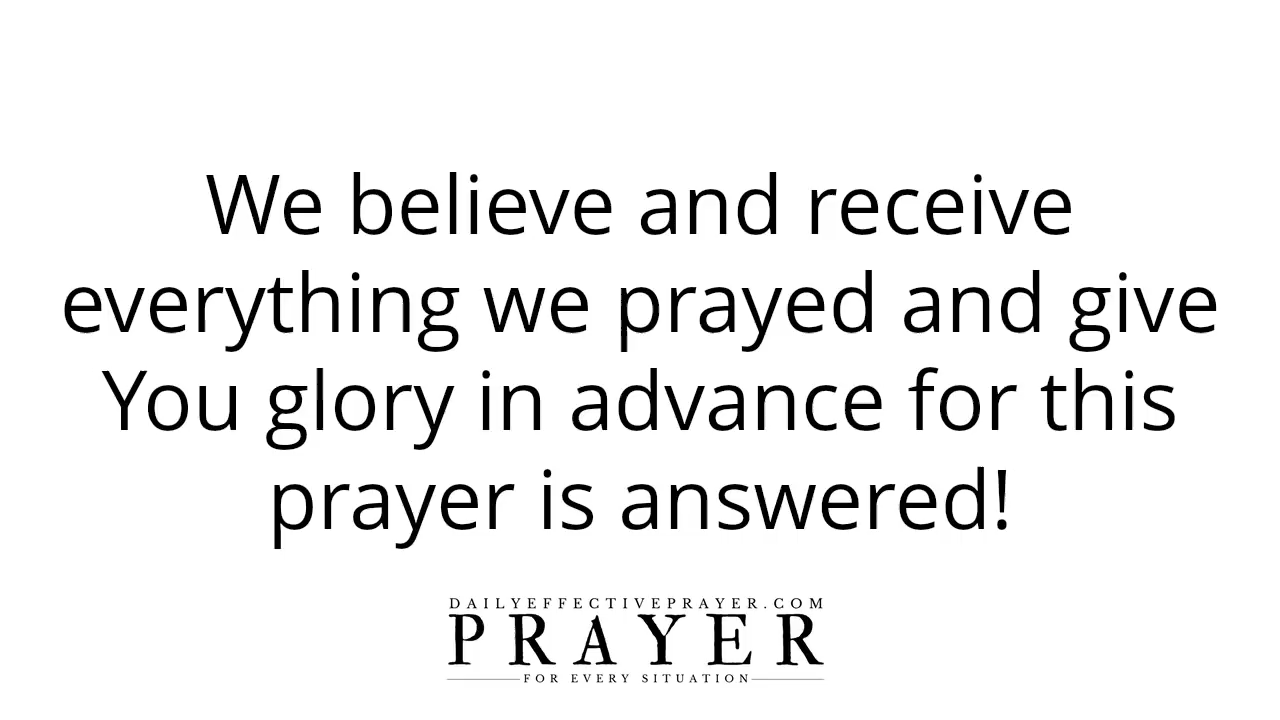 We believe and receive
everything we prayed and give
You glory in advance for this
prayer is answered!
DAILYEFFECTIVEPRAYER.COM
PRAYER
FOR EVERY SITUATION